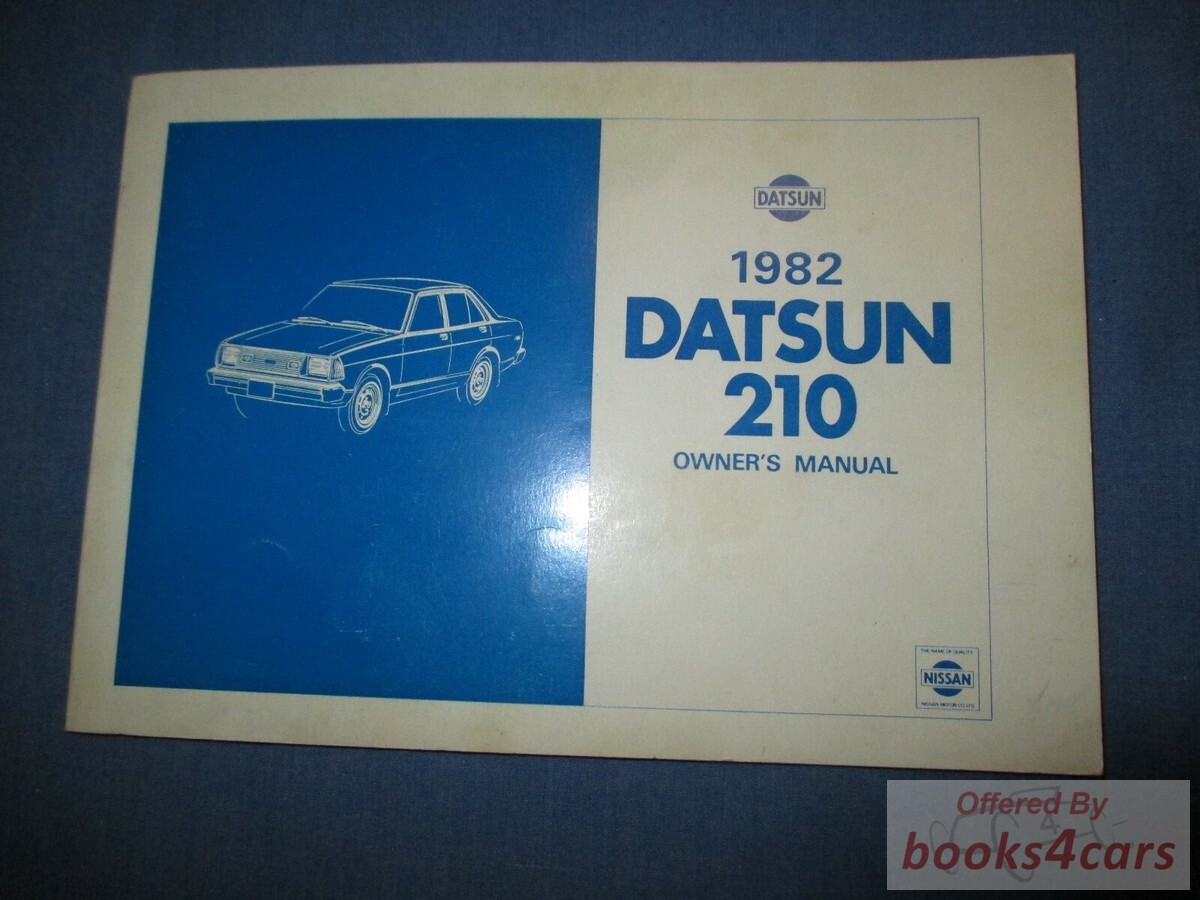 DATSUN
1982
DATSUN
210
OWNER'S MANUAL
THE NAME OF QUALITY
NISSAN
NISSAN MOTOR CO., LTD.
Offered By
books4cars